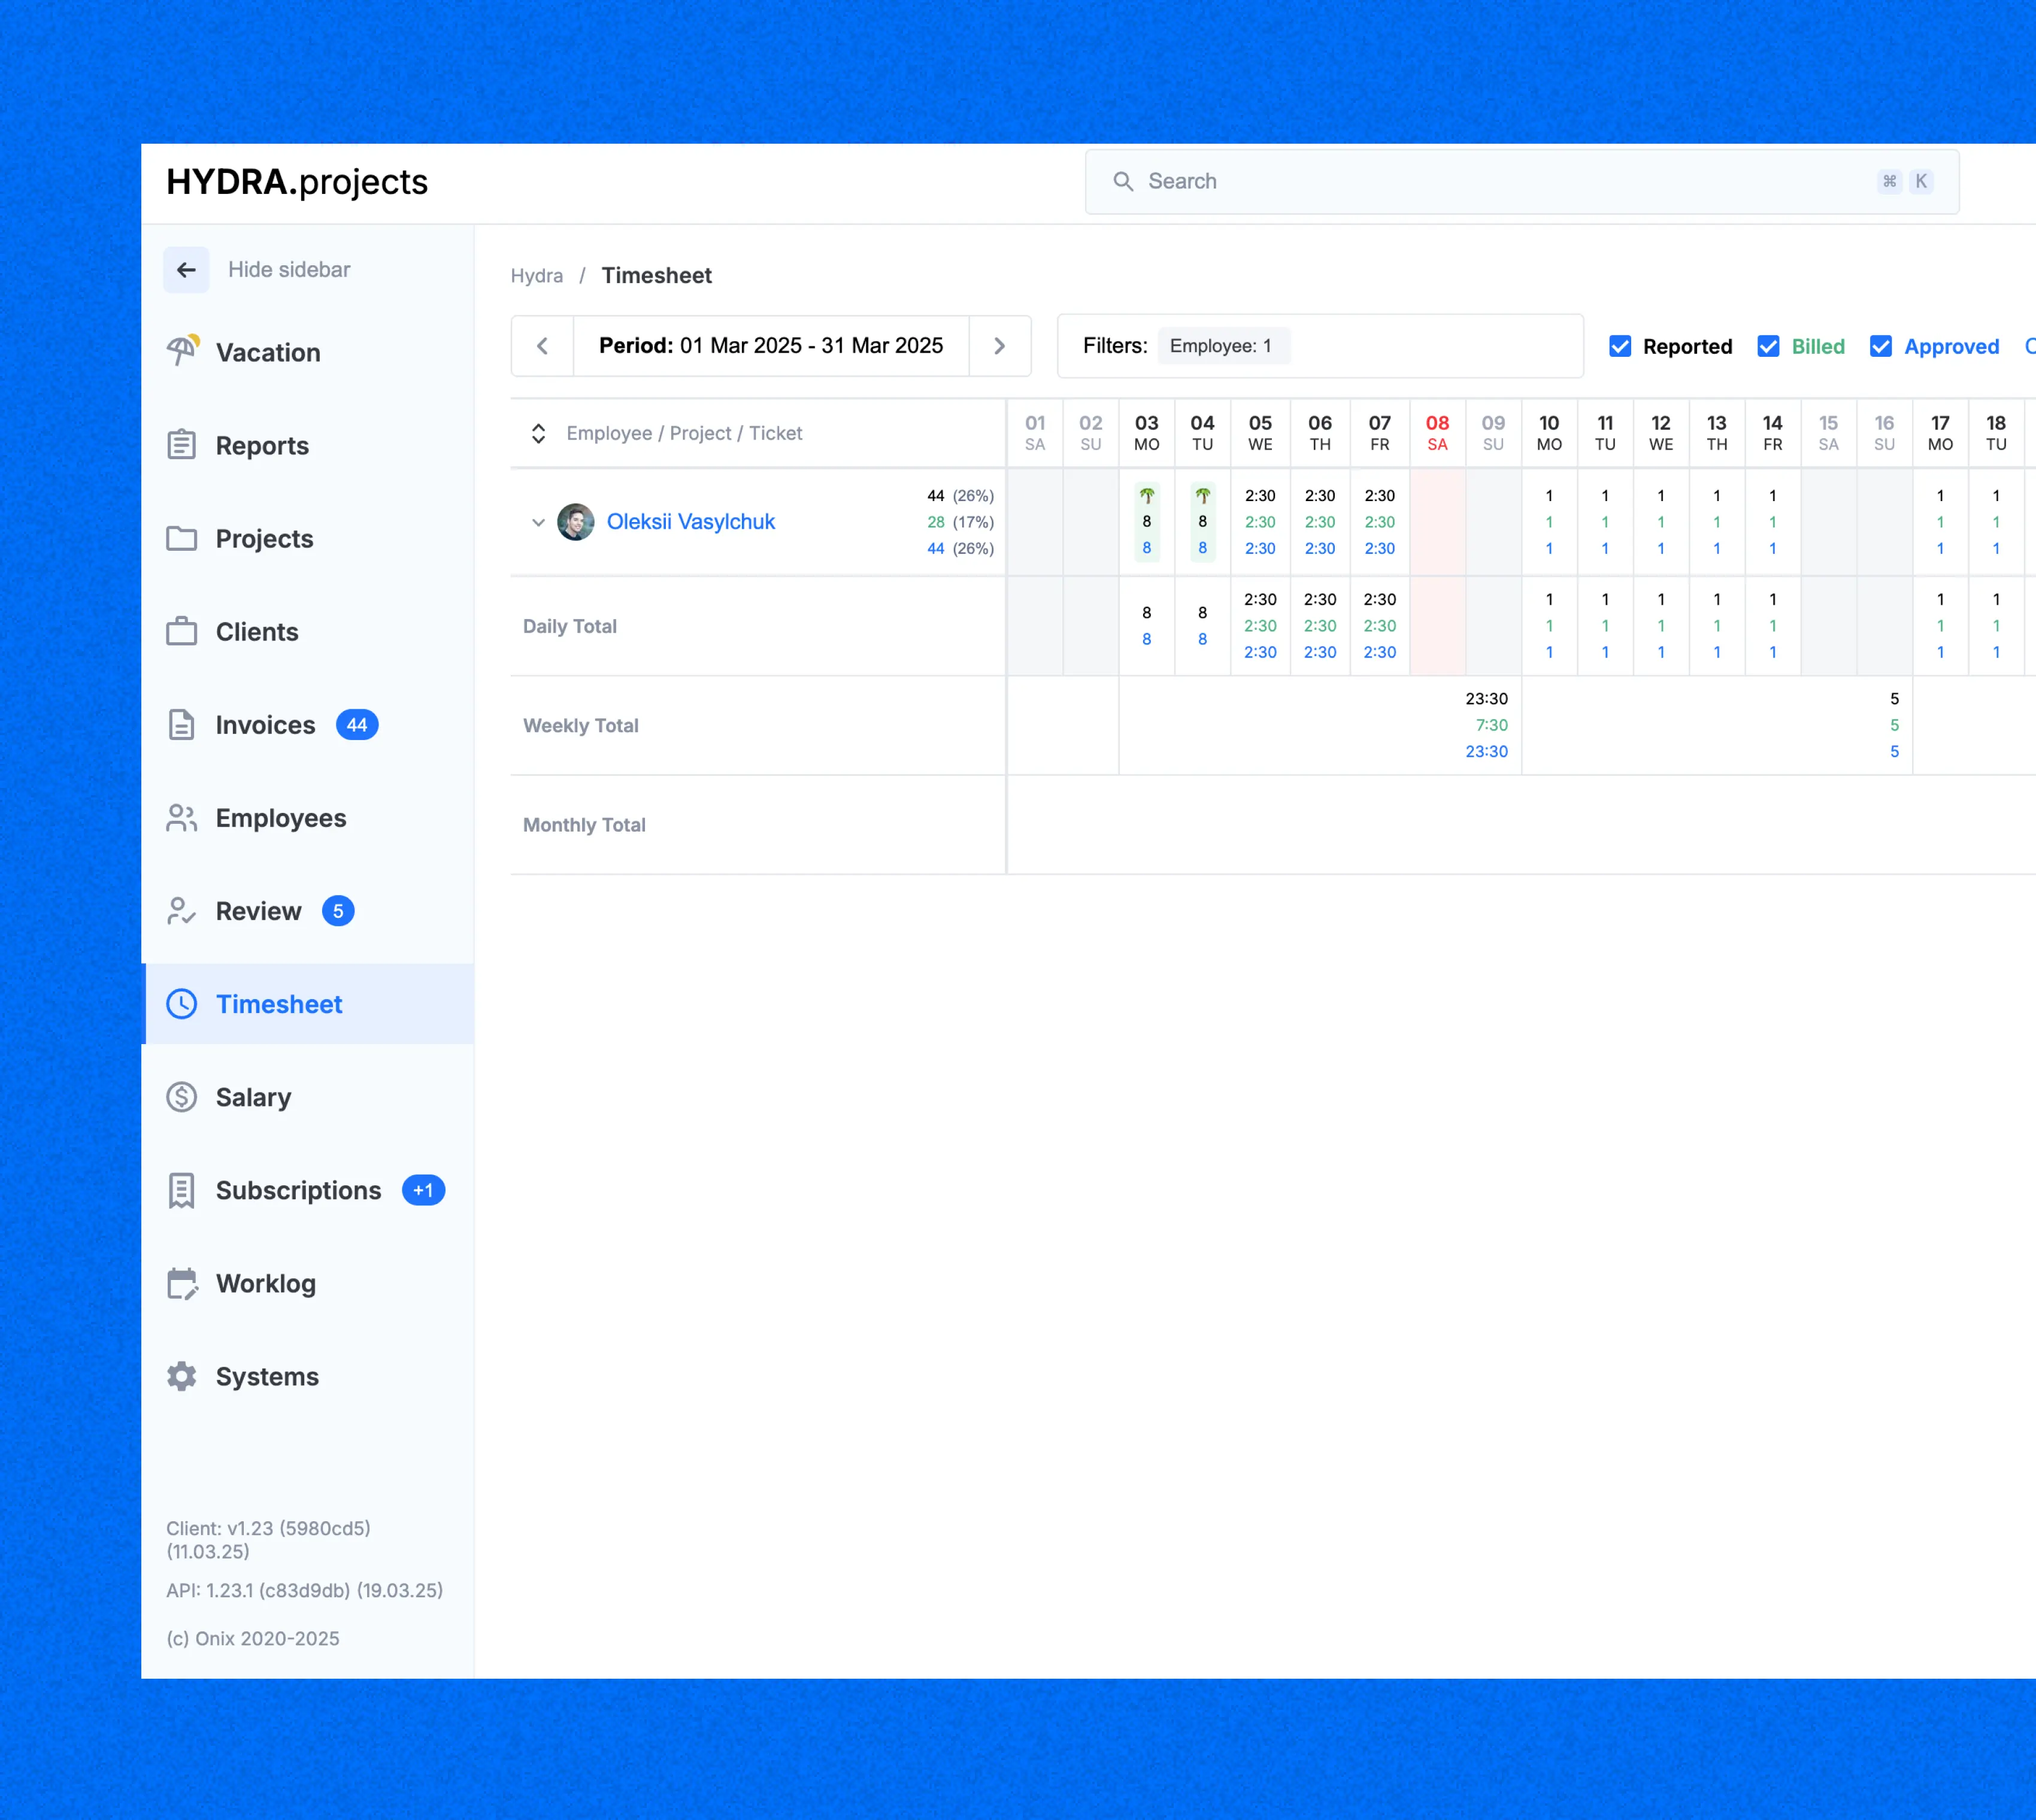 HYDRA.projects
Search ⌘ K
Hide sidebar
Vacation
Reports
Projects
Clients
Invoices 44
Employees
Review 5
Timesheet
Salary
Subscriptions +1
Worklog
Systems
Client: v1.23 (5980cd5)
(11.03.25)
API: 1.23.1 (c83d9db) (19.03.25)
(c) Onix 2020-2025
Hydra / Timesheet
Period: 01 Mar 2025 - 31 Mar 2025
Filters: Employee: 1
Reported Billed Approved
Employee / Project / Ticket
01 02 03 04 05 06 07 08 09 10 11 12 13 14 15 16 17 18
SA SU MO TU WE TH FR SA SU MO TU WE TH FR SA SU MO TU
44 (26%) 2:30 2:30 2:30 1 1 1 1 1 1 1
Oleksii Vasylchuk 28 (17%) 8 8 2:30 2:30 2:30 1 1 1 1 1 1 1
44 (26%) 8 8 2:30 2:30 2:30 1 1 1 1 1 1 1
Daily Total
2:30 2:30 2:30 1 1 1 1 1 1 1
8 8 2:30 2:30 2:30 1 1 1 1 1 1 1
8 8 2:30 2:30 2:30 1 1 1 1 1 1 1
Weekly Total
23:30 5
7:30 5
23:30 5
Monthly Total